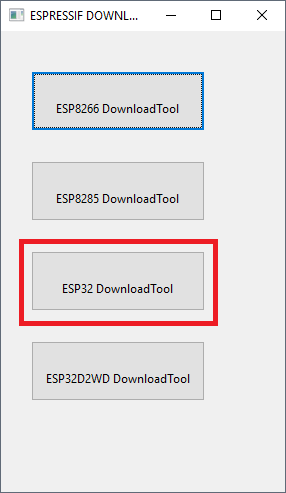 ESPRESSIF DOWNL...
ESP8266 DownloadTool
ESP8285 DownloadTool
ESP32 DownloadTool
ESP32D2WD DownloadTool